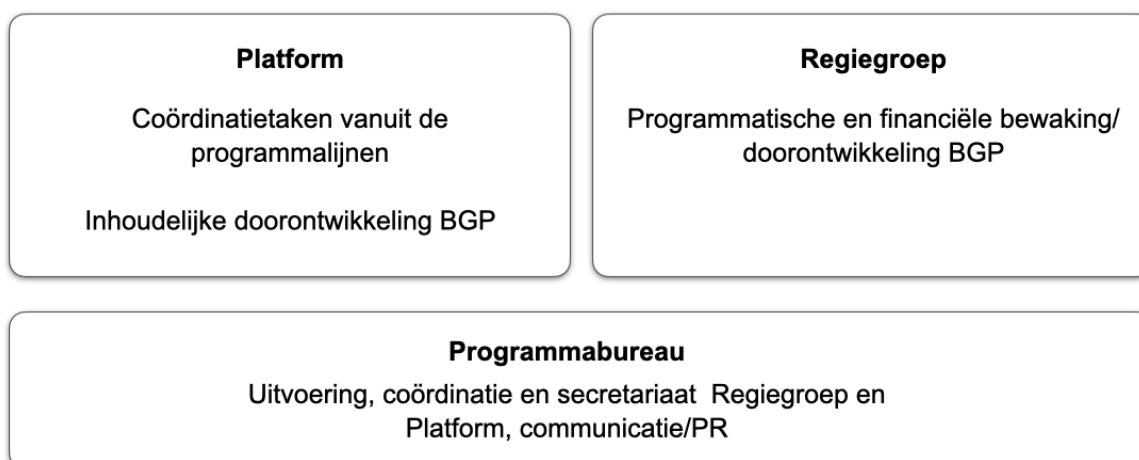 Platform
Coördinatietaken vanuit de
programmalijnen
Inhoudelijke doorontwikkeling BGP
Regiegroep
Programmatische en financiële bewaking/
doorontwikkeling BGP
Programmabureau
Uitvoering, coördinatie en secretariaat  Regiegroep en
Platform, communicatie/PR